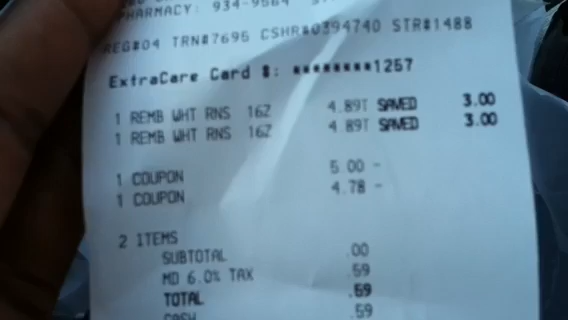 PHARMACY: 934-9564
REG#04 TRN#7695 CSHR#0394740 STR#1488
ExtraCare Card #: ********1257
1 REMB WHT RNS 16Z 4.89T SAVED 3.00
1 REMB WHT RNS 16Z 4.89T SAVED 3.00
1 COUPON 5.00 -
1 COUPON 4.78 -
2 ITEMS
SUBTOTAL .00
MD 6.0% TAX .59
TOTAL .59
CASH .59